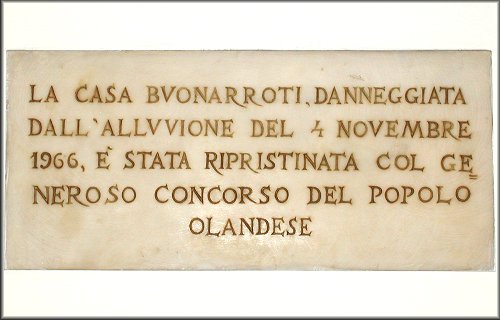 LA CASA BVONARROTI, DANNEGGIATA
DALL'ALLVVIONE DEL 4 NOVEMBRE
1966, È STATA RIPRISTINATA COL GE=
NEROSO CONCORSO DEL POPOLO
OLANDESE